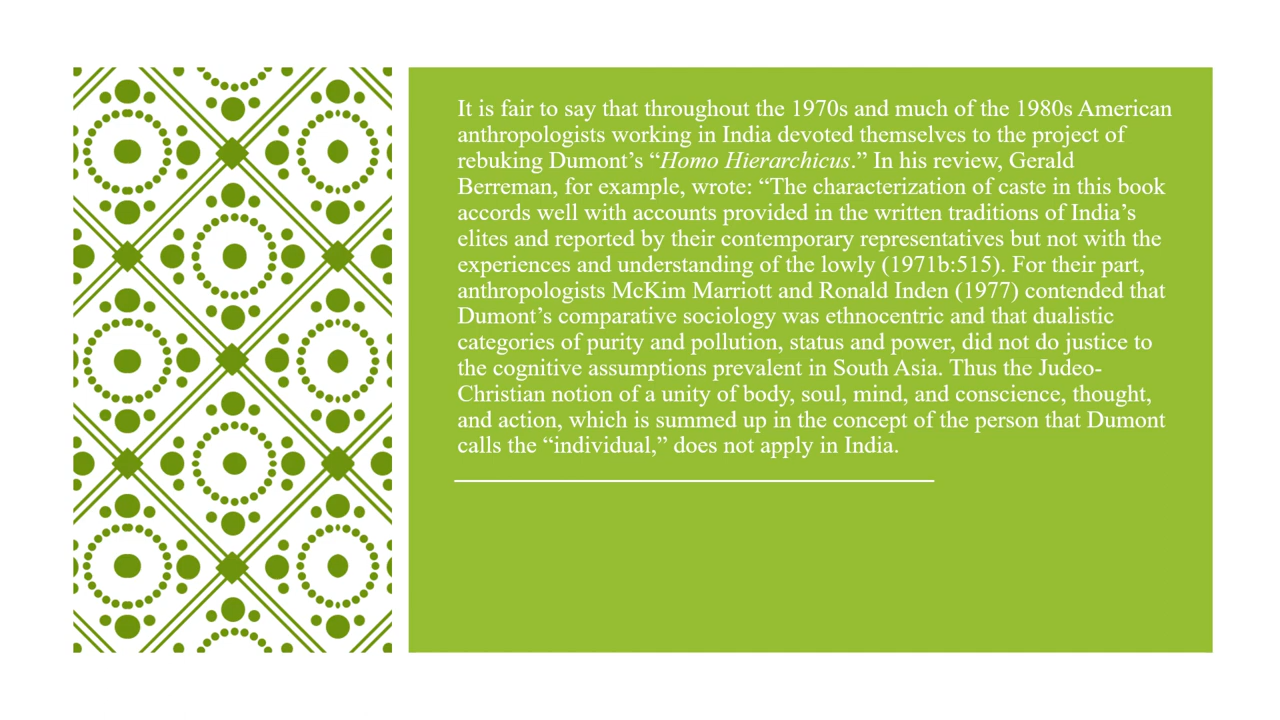 It is fair to say that throughout the 1970s and much of the 1980s American
anthropologists working in India devoted themselves to the project of
rebuking Dumont’s “Homo Hierarchicus.” In his review, Gerald
Berreman, for example, wrote: “The characterization of caste in this book
accords well with accounts provided in the written traditions of India’s
elites and reported by their contemporary representatives but not with the
experiences and understanding of the lowly (1971b:515). For their part,
anthropologists McKim Marriott and Ronald Inden (1977) contended that
Dumont’s comparative sociology was ethnocentric and that dualistic
categories of purity and pollution, status and power, did not do justice to
the cognitive assumptions prevalent in South Asia. Thus the Judeo-
Christian notion of a unity of body, soul, mind, and conscience, thought,
and action, which is summed up in the concept of the person that Dumont
calls the “individual,” does not apply in India.